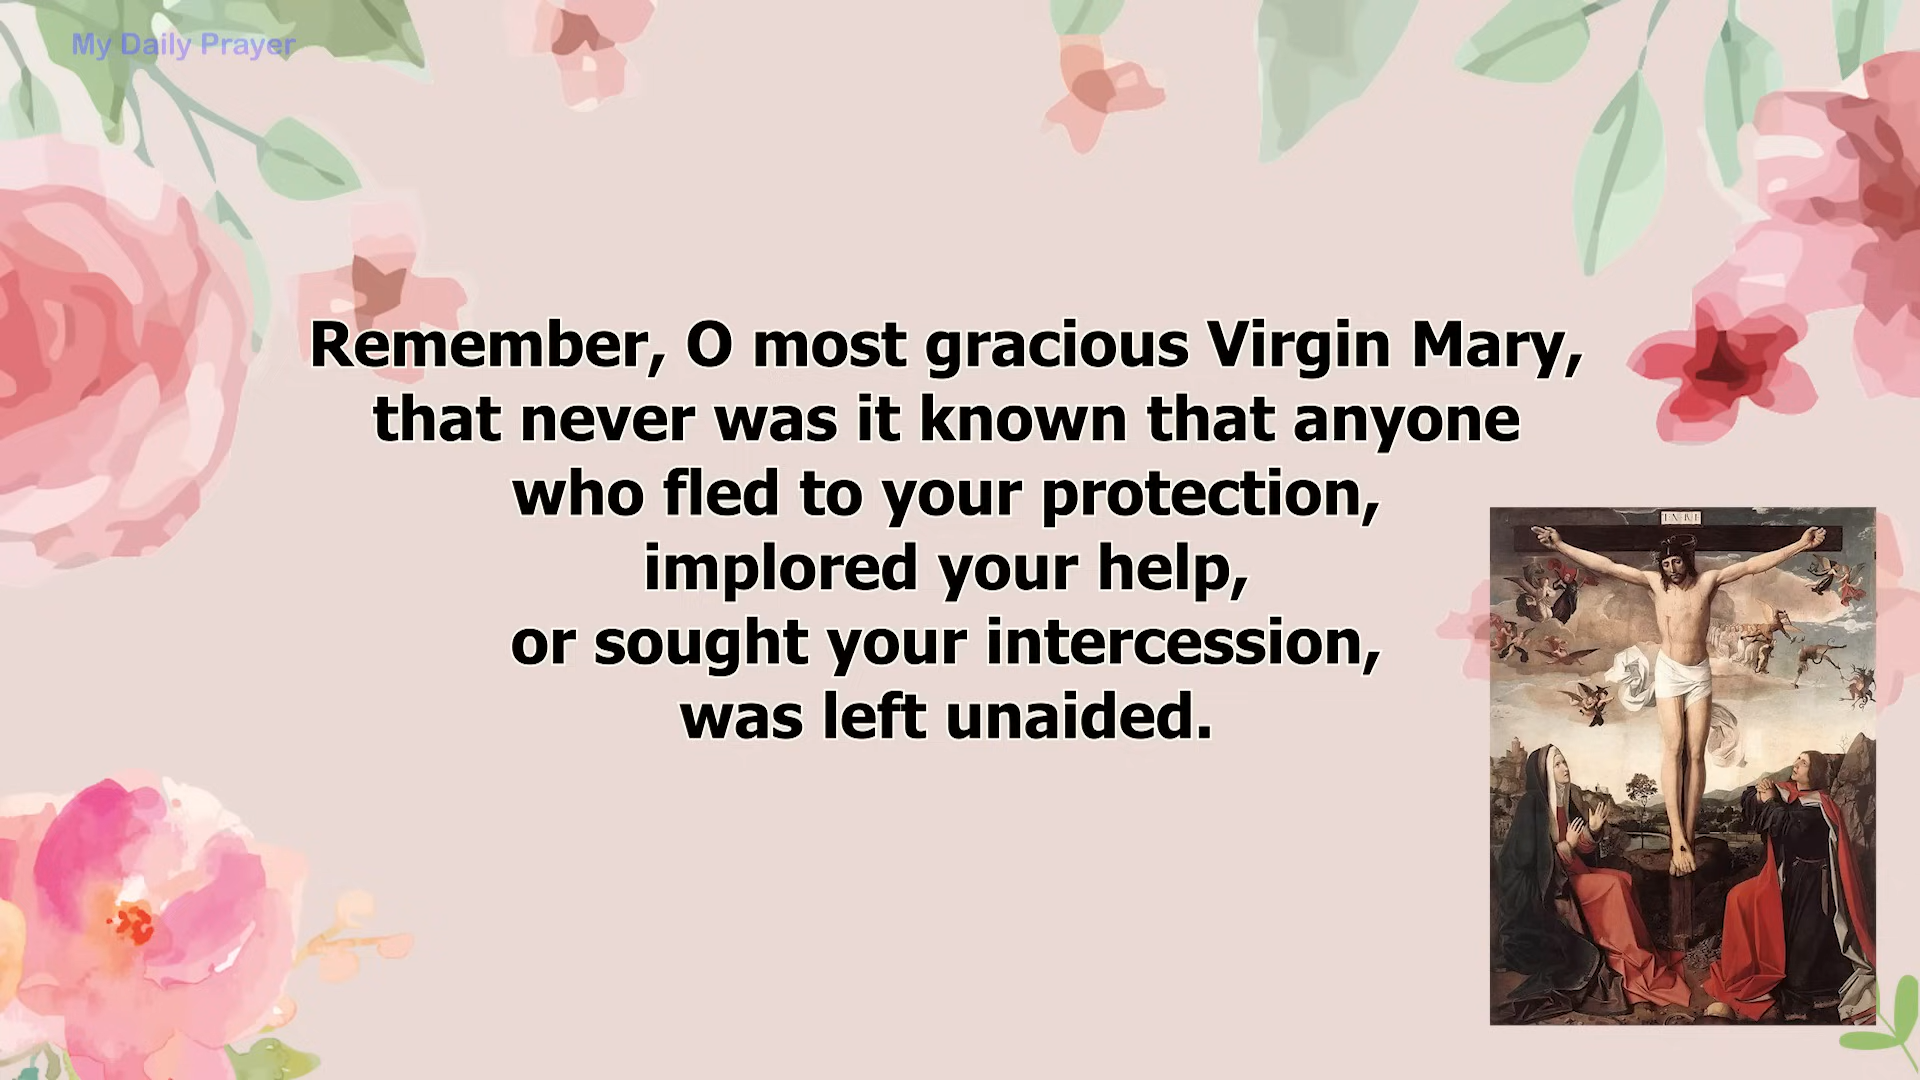 My Daily Prayer
Remember, O most gracious Virgin Mary,
that never was it known that anyone
who fled to your protection,
implored your help,
or sought your intercession,
was left unaided.
INRI